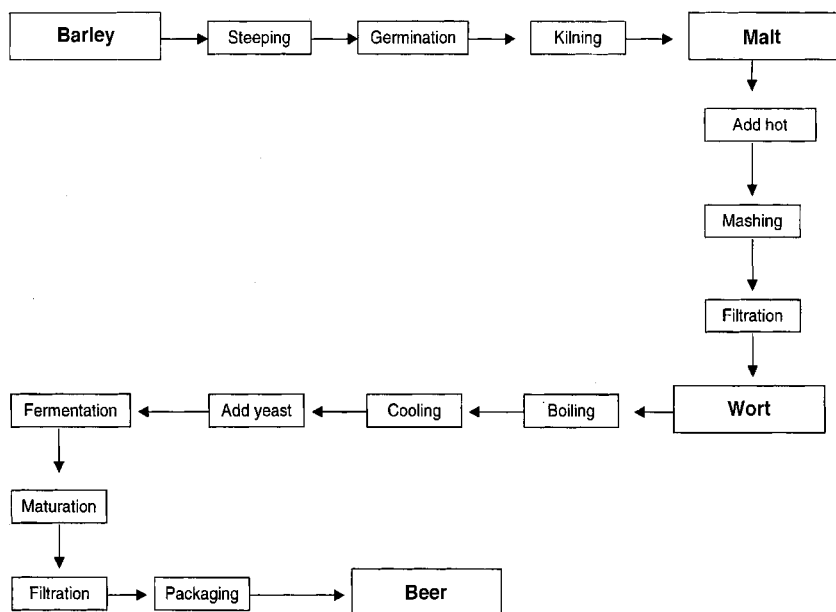 Barley
Steeping
Germination
Kilning
Malt
Add hot
Mashing
Filtration
Wort
Boiling
Cooling
Add yeast
Fermentation
Maturation
Filtration
Packaging
Beer